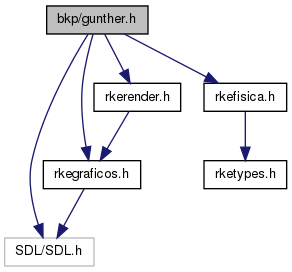 bkp/gunther.h
rkerender.h
rkefisica.h
rkegraficos.h
rketypes.h
SDL/SDL.h